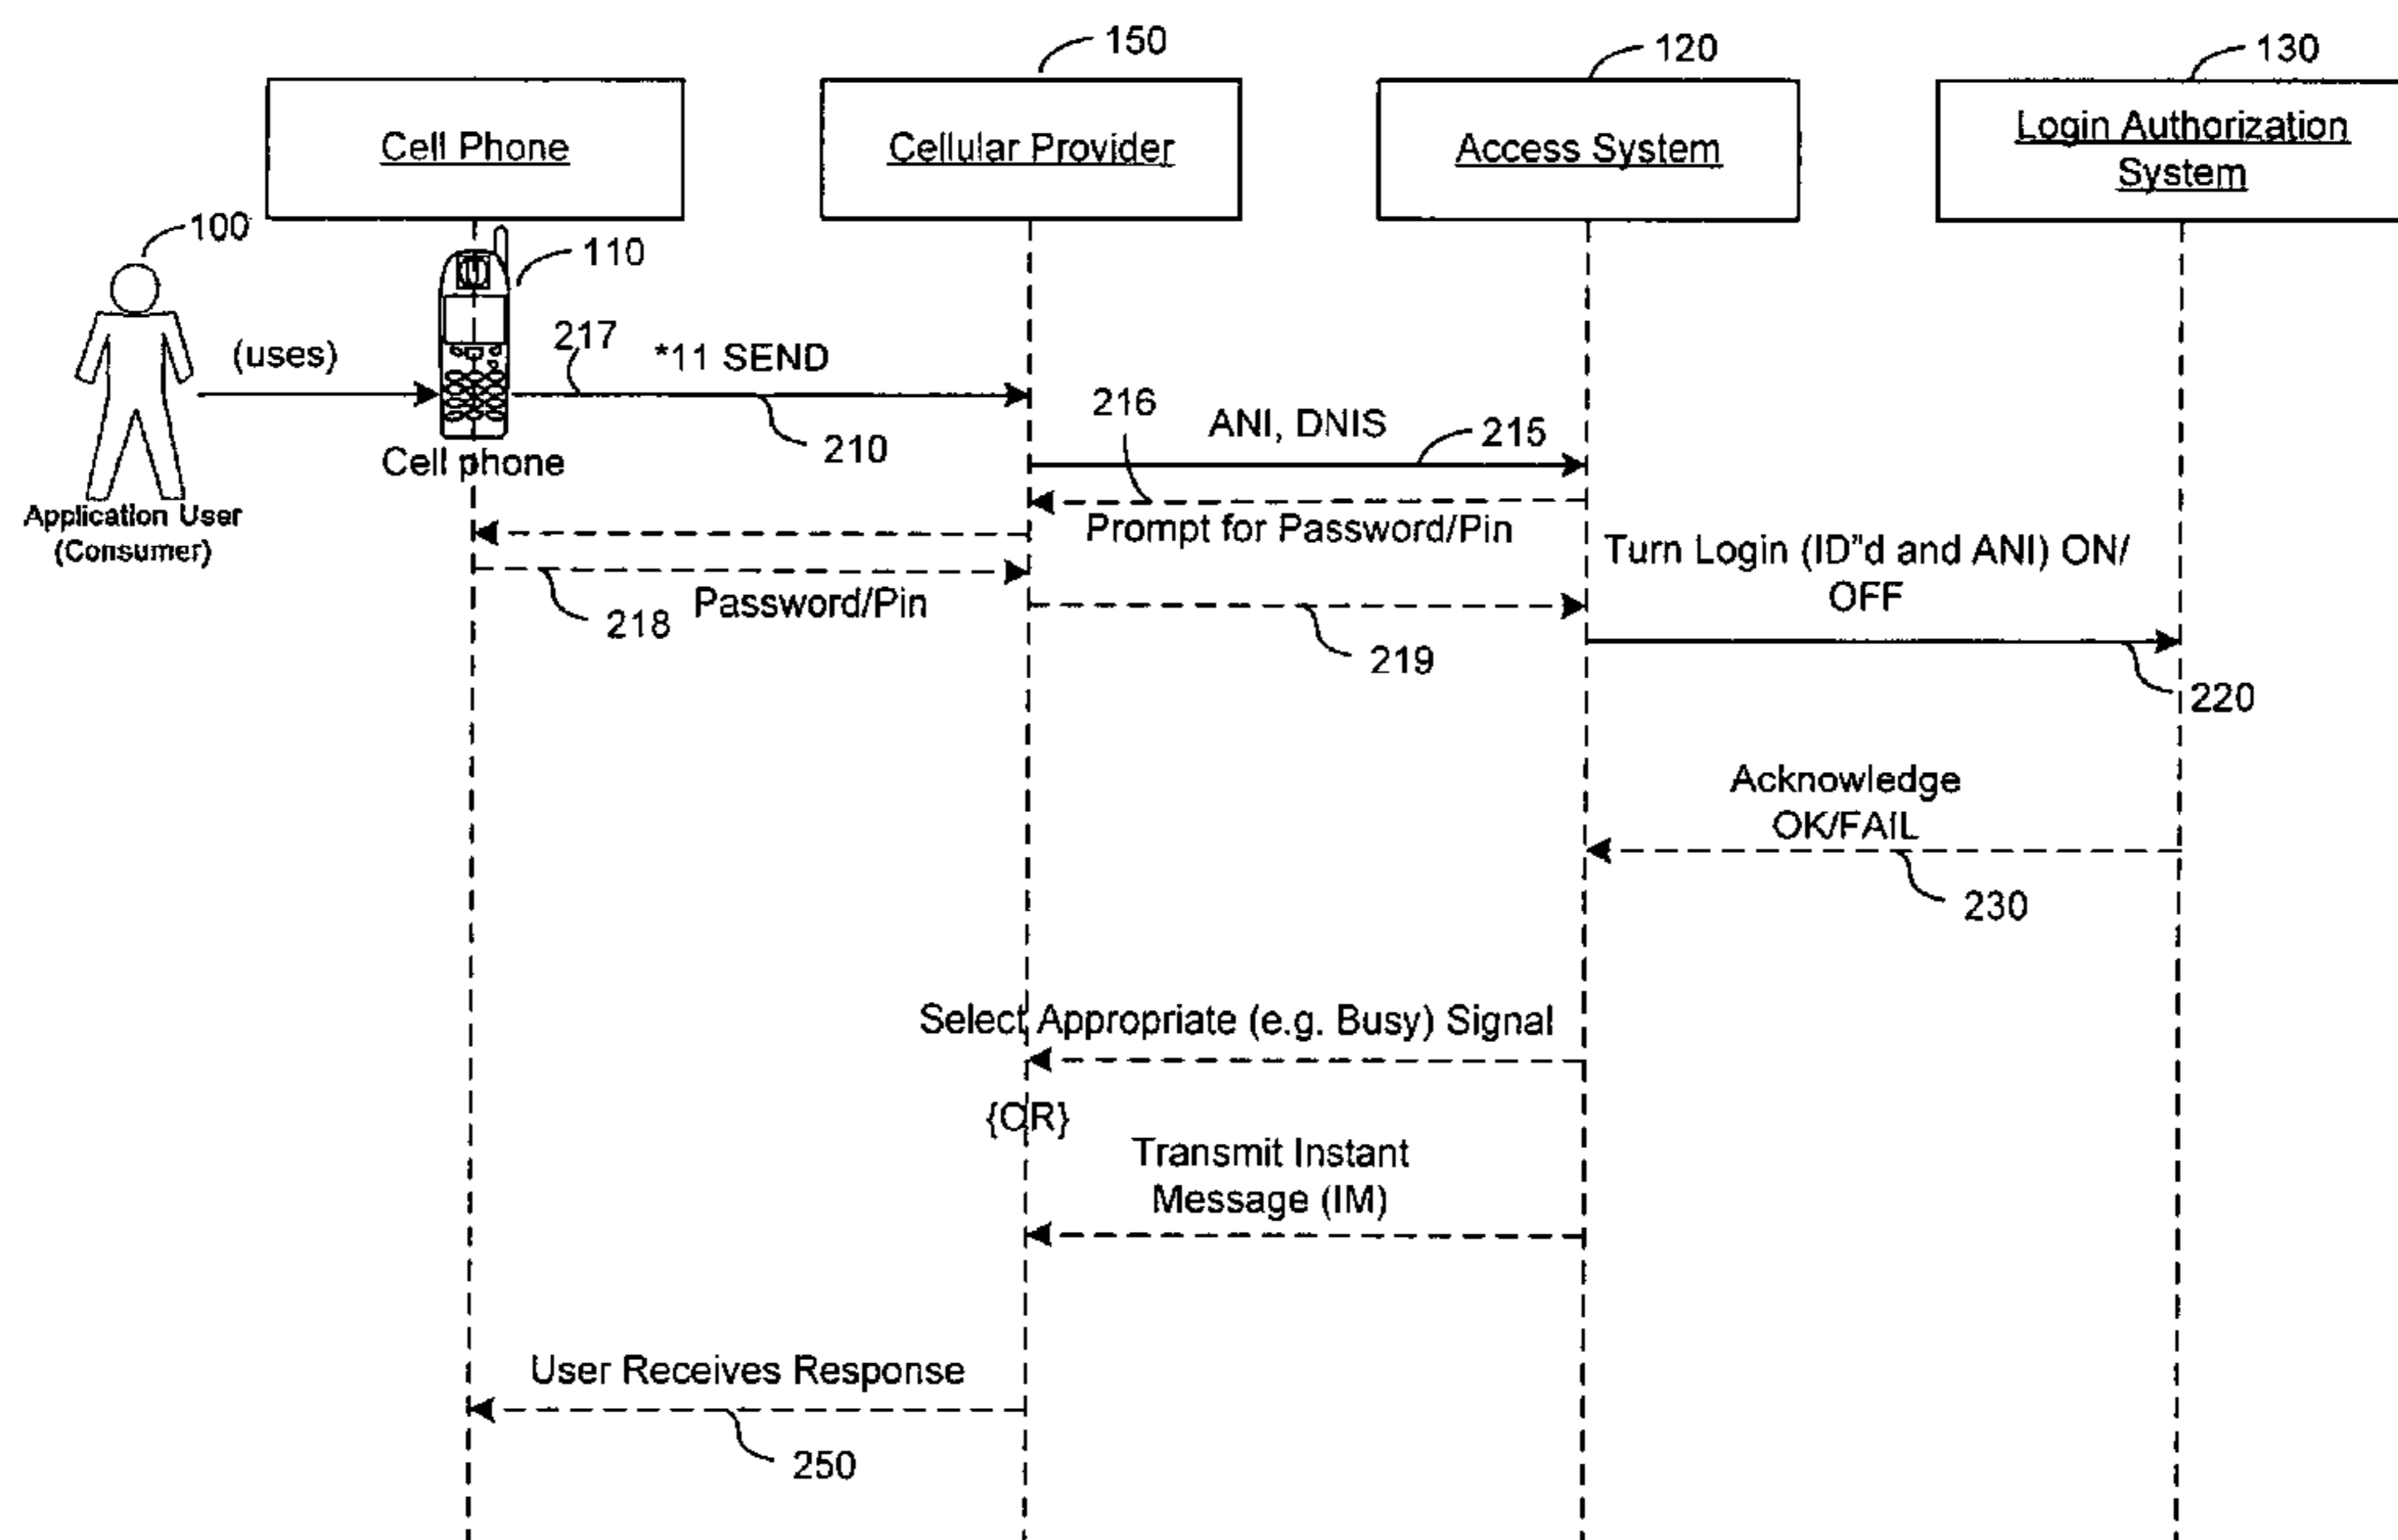 150
120
130
Cell Phone
Cellular Provider
Access System
Login Authorization
System
100
110
(uses)
217
*11 SEND
210
216
ANI, DNIS
215
Cell phone
Application User
(Consumer)
Prompt for Password/Pin
Turn Login (ID"d and ANI) ON/
OFF
218
Password/Pin
219
220
Acknowledge
OK/FAIL
230
Select Appropriate (e.g. Busy) Signal
{OR}
Transmit Instant
Message (IM)
User Receives Response
250